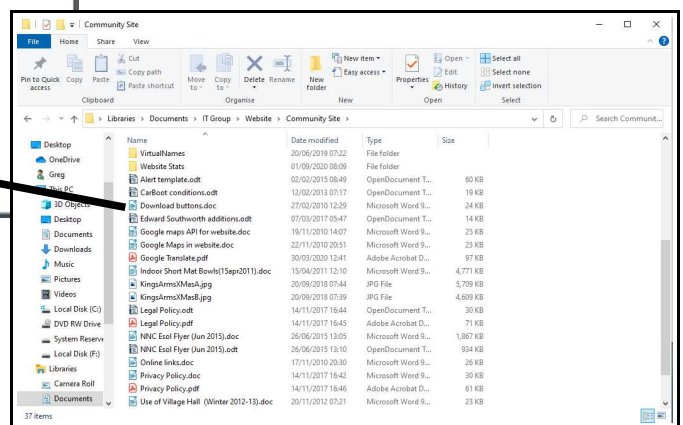 Community Site
File Home Share View
Pin to Quick access
Copy
Paste
Cut
Copy path
Paste shortcut
Move to
Copy to
Delete
Rename
New folder
New item
Easy access
Properties
Open
Edit
History
Select all
Select none
Invert selection
Clipboard Organise New Open Select
Libraries > Documents > IT Group > Website > Community Site >
Search Communit...
Desktop
OneDrive
Greg
This PC
3D Objects
Desktop
Documents
Downloads
Music
Pictures
Videos
Local Disk (C:)
DVD RW Drive
System Reserve
Local Disk (F:)
Libraries
Camera Roll
Documents
Name Date modified Type Size
VirtualNames 20/06/2019 07:22 File folder
Website Stats 01/09/2020 08:09 File folder
Alert template.odt 02/02/2015 08:49 OpenDocument T... 60 KB
CarBoot conditions.odt 12/02/2013 07:17 OpenDocument T... 19 KB
Download buttons.doc 27/02/2010 12:29 Microsoft Word 9... 24 KB
Edward Southworth additions.odt 07/03/2017 05:47 OpenDocument T... 14 KB
Google maps API for website.doc 19/11/2010 14:07 Microsoft Word 9... 25 KB
Google Maps in website.doc 22/11/2010 20:51 Microsoft Word 9... 23 KB
Google Translate.pdf 30/03/2020 12:41 Adobe Acrobat D... 97 KB
Indoor Short Mat Bowls(15apr2011).doc 15/04/2011 12:10 Microsoft Word 9... 4,771 KB
KingsArmsXMasA.jpg 20/09/2018 07:44 JPG File 5,709 KB
KingsArmsXMasB.jpg 20/09/2018 07:39 JPG File 4,609 KB
Legal Policy.odt 14/11/2017 16:44 OpenDocument T... 30 KB
Legal Policy.pdf 14/11/2017 16:45 Adobe Acrobat D... 71 KB
NNC Esol Flyer (Jun 2015).doc 26/06/2015 13:05 Microsoft Word 9... 1,867 KB
NNC Esol Flyer (Jun 2015).odt 26/06/2015 13:10 OpenDocument T... 934 KB
Online links.doc 17/11/2010 20:30 Microsoft Word 9... 26 KB
Privacy Policy.doc 14/11/2017 16:42 Microsoft Word 9... 30 KB
Privacy Policy.pdf 14/11/2017 16:46 Adobe Acrobat D... 61 KB
Use of Village Hall (Winter 2012-13).doc 20/11/2012 07:21 Microsoft Word 9... 23 KB
37 items